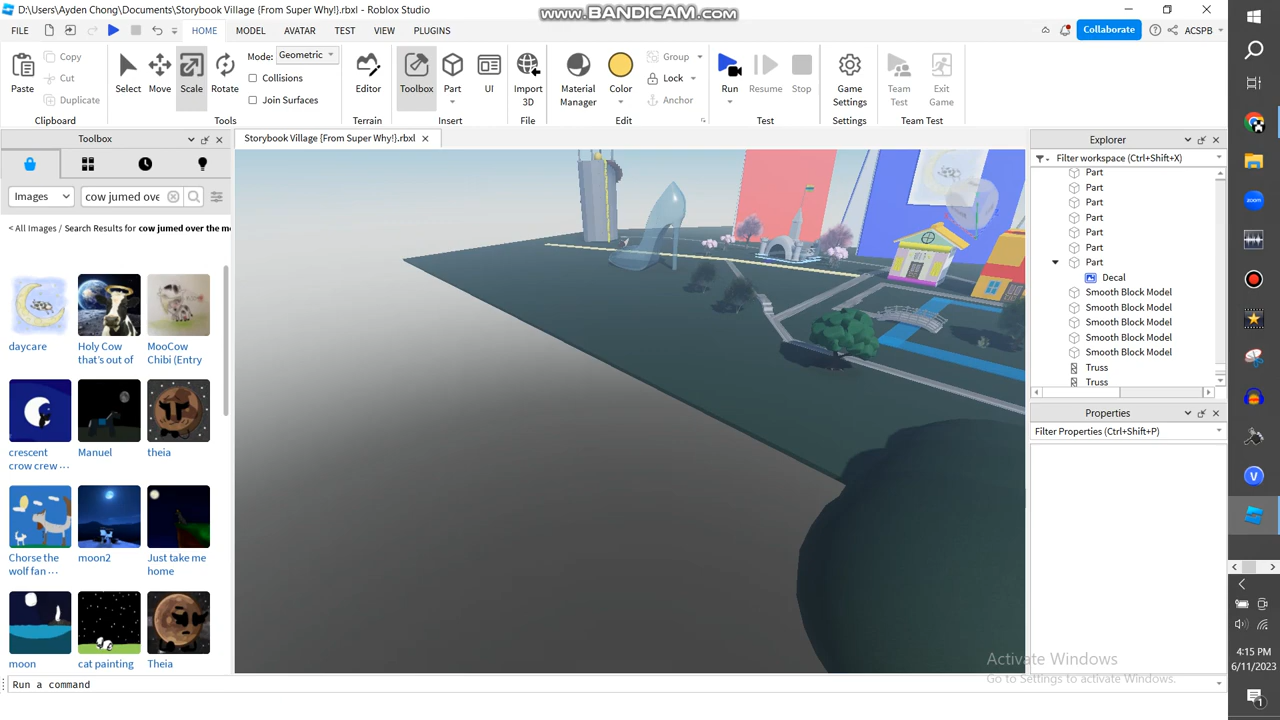 D:\Users\Ayden Chong\Documents\Storybook Village {From Super Why!}.rbxl - Roblox Studio
www.BANDICAM.com
FILE HOME MODEL AVATAR TEST VIEW PLUGINS Collaborate ACSPB
Paste Copy Cut Duplicate Clipboard
Select Move Scale Rotate Mode: Geometric Collisions Join Surfaces Tools
Editor Terrain
Toolbox Part UI Insert
Import 3D File
Material Manager Color Group Lock Anchor Edit
Run Resume Stop Test
Game Settings Settings
Team Test Exit Game Team Test
Toolbox
Images cow jumed ove
< All Images / Search Results for cow jumed over the m
daycare
Holy Cow that's out of
MooCow Chibi (Entry
crescent crow crew ...
Manuel
theia
Chorse the wolf fan ...
moon2
Just take me home
moon
cat painting
Theia
Storybook Village {From Super Why!}.rbxl
Explorer
Filter workspace (Ctrl+Shift+X)
Part
Part
Part
Part
Part
Part
Part
Decal
Smooth Block Model
Smooth Block Model
Smooth Block Model
Smooth Block Model
Smooth Block Model
Truss
Truss
Properties
Filter Properties (Ctrl+Shift+P)
Activate Windows
Go to Settings to activate Windows.
Run a command
zoom
V
4:15 PM
6/11/2023
1